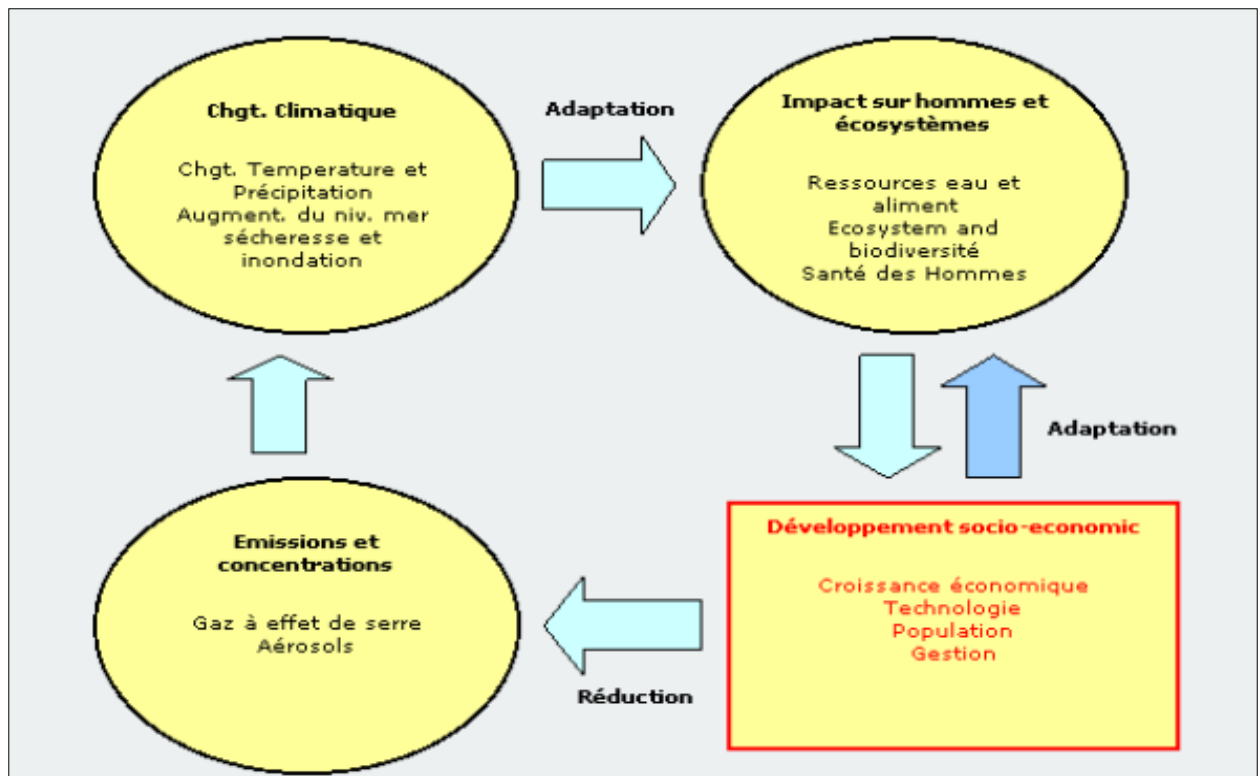 Chgt. Climatique
Chgt. Temperature et
Précipitation
Augment. du niv. mer
sécheresse et
inondation
Adaptation
Impact sur hommes et
écosystèmes
Ressources eau et
aliment
Ecosystem and
biodiversité
Santé des Hommes
Adaptation
Développement socio-economic
Croissance économique
Technologie
Population
Gestion
Réduction
Emissions et
concentrations
Gaz à effet de serre
Aérosols